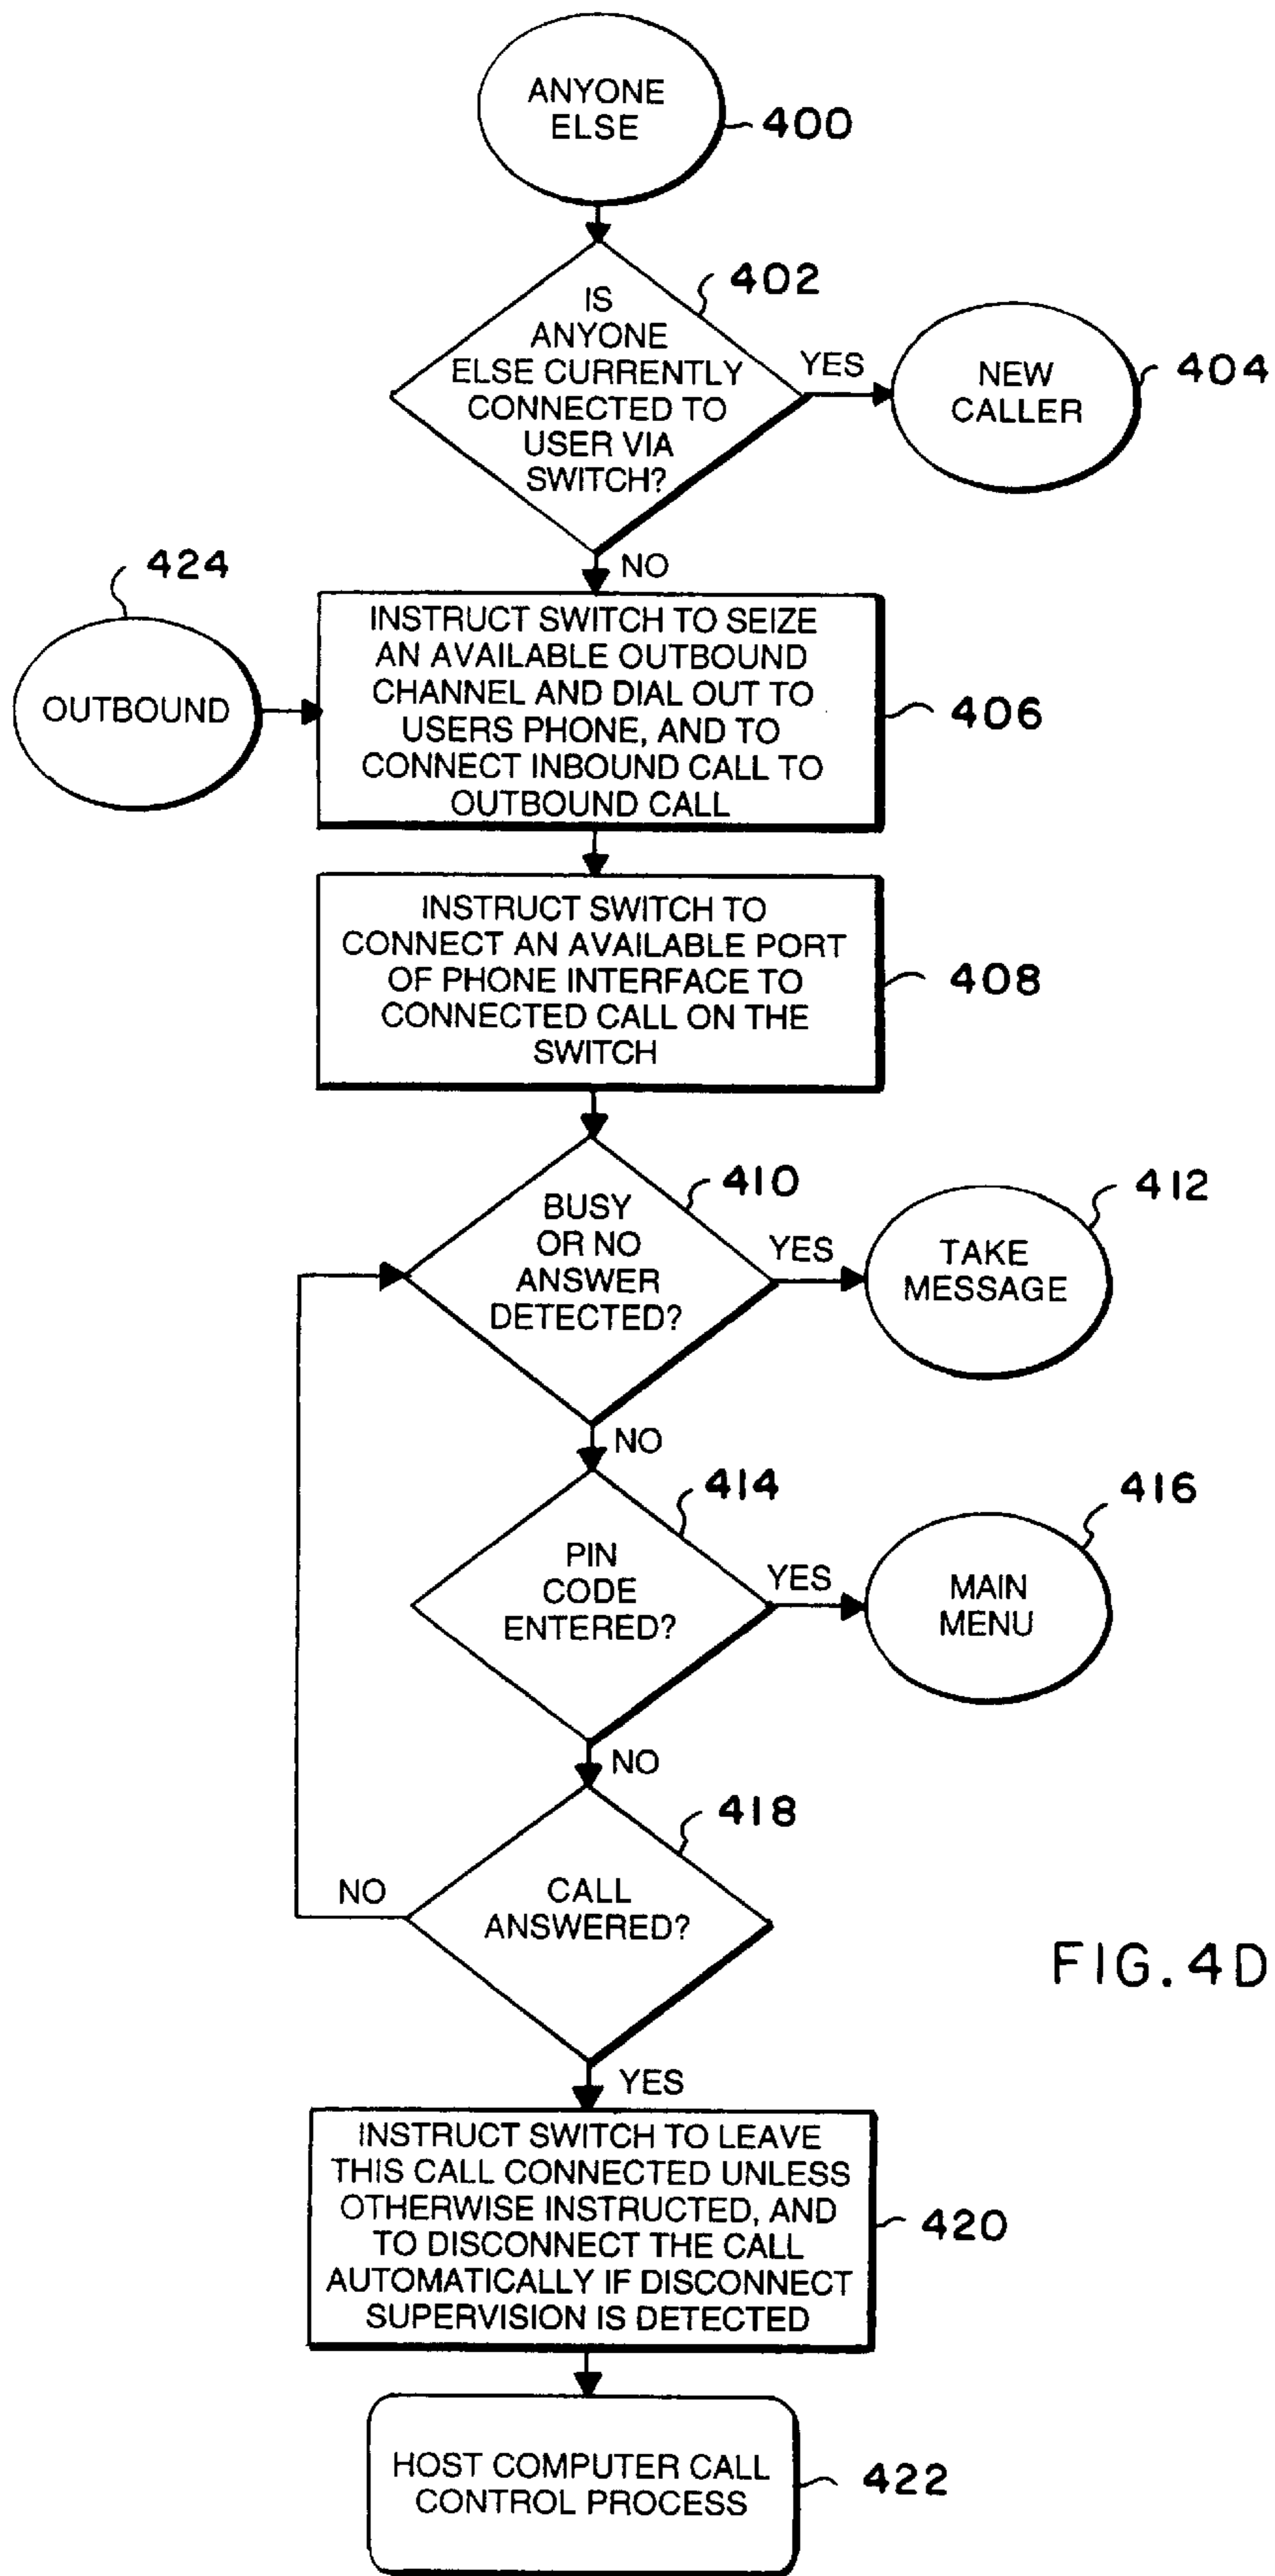 ANYONE
ELSE
400
402
IS
ANYONE
ELSE CURRENTLY
CONNECTED TO
USER VIA
SWITCH?
YES
NEW
CALLER
404
NO
424
OUTBOUND
INSTRUCT SWITCH TO SEIZE
AN AVAILABLE OUTBOUND
CHANNEL AND DIAL OUT TO
USERS PHONE, AND TO
CONNECT INBOUND CALL TO
OUTBOUND CALL
406
INSTRUCT SWITCH TO
CONNECT AN AVAILABLE PORT
OF PHONE INTERFACE TO
CONNECTED CALL ON THE
SWITCH
408
410
BUSY
OR NO
ANSWER
DETECTED?
YES
TAKE
MESSAGE
412
NO
414
PIN
CODE
ENTERED?
YES
MAIN
MENU
416
NO
418
CALL
ANSWERED?
NO
YES
FIG. 4D
INSTRUCT SWITCH TO LEAVE
THIS CALL CONNECTED UNLESS
OTHERWISE INSTRUCTED, AND
TO DISCONNECT THE CALL
AUTOMATICALLY IF DISCONNECT
SUPERVISION IS DETECTED
420
HOST COMPUTER CALL
CONTROL PROCESS
422